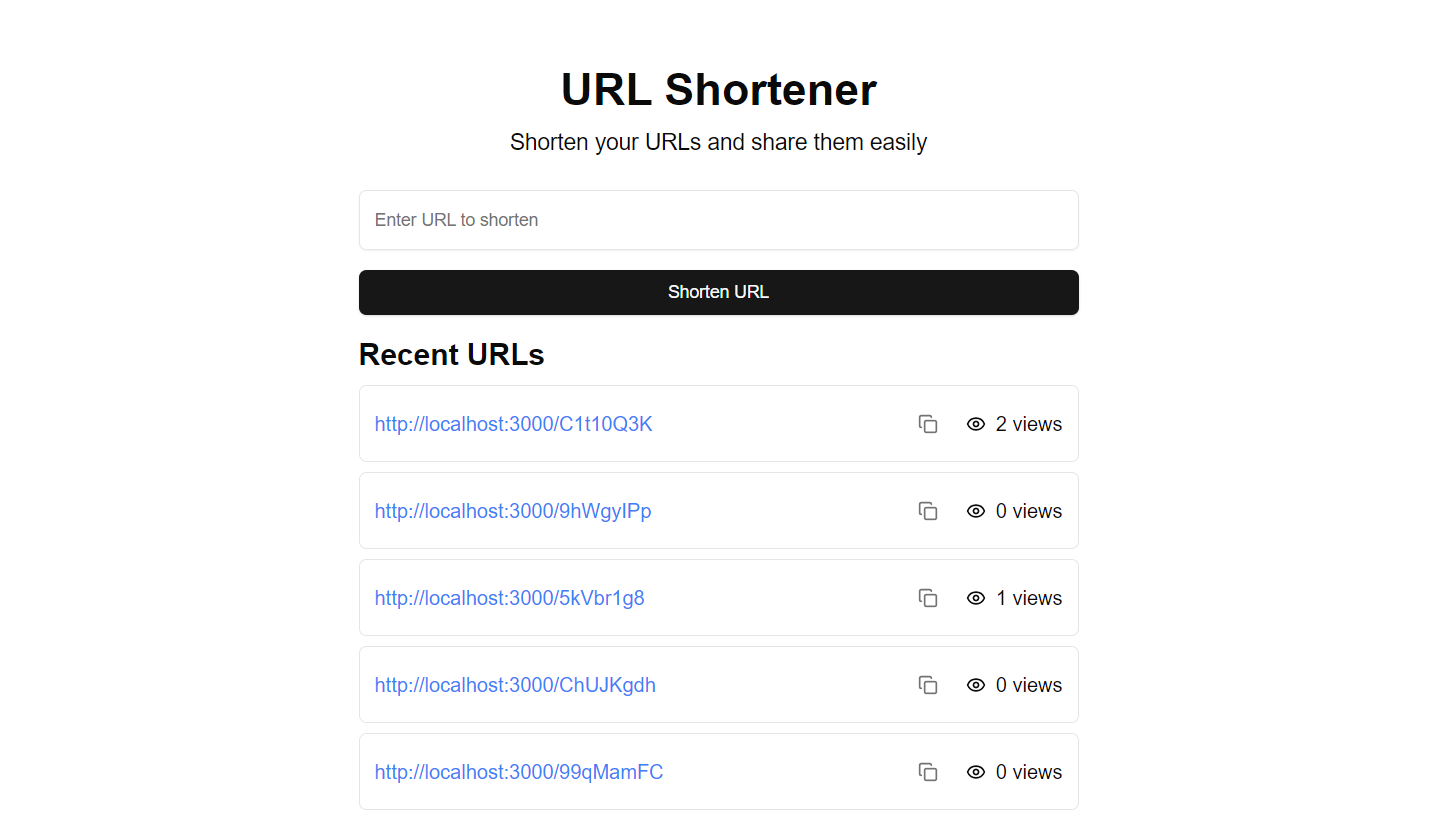 URL Shortener
Shorten your URLs and share them easily
Enter URL to shorten
Shorten URL
Recent URLs
http://localhost:3000/C1t10Q3K 2 views
http://localhost:3000/9hWgyIPp 0 views
http://localhost:3000/5kVbr1g8 1 views
http://localhost:3000/ChUJKgdh 0 views
http://localhost:3000/99qMamFC 0 views